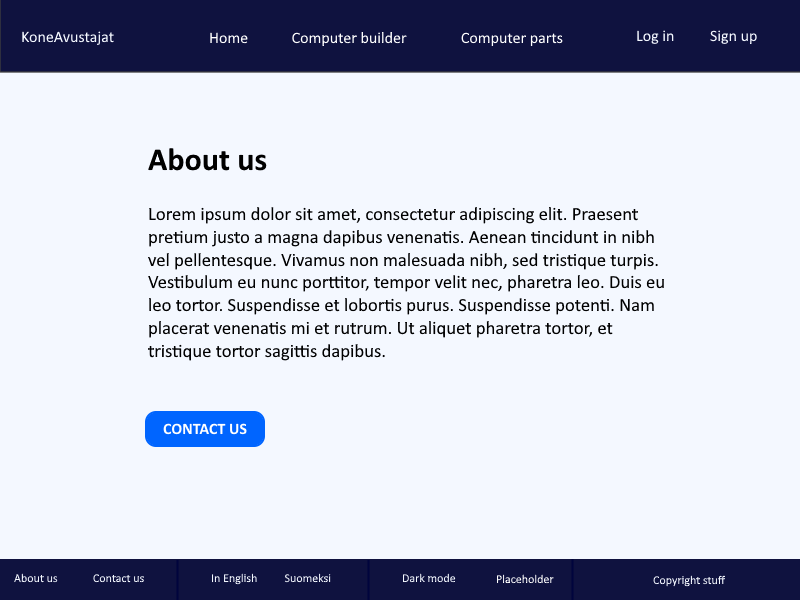 KoneAvustajat Home Computer builder Computer parts Log in Sign up
About us
Lorem ipsum dolor sit amet, consectetur adipiscing elit. Praesent
pretium justo a magna dapibus venenatis. Aenean tincidunt in nibh
vel pellentesque. Vivamus non malesuada nibh, sed tristique turpis.
Vestibulum eu nunc porttitor, tempor velit nec, pharetra leo. Duis eu
leo tortor. Suspendisse et lobortis purus. Suspendisse potenti. Nam
placerat venenatis mi et rutrum. Ut aliquet pharetra tortor, et
tristique tortor sagittis dapibus.
CONTACT US
About us Contact us In English Suomeksi Dark mode Placeholder Copyright stuff